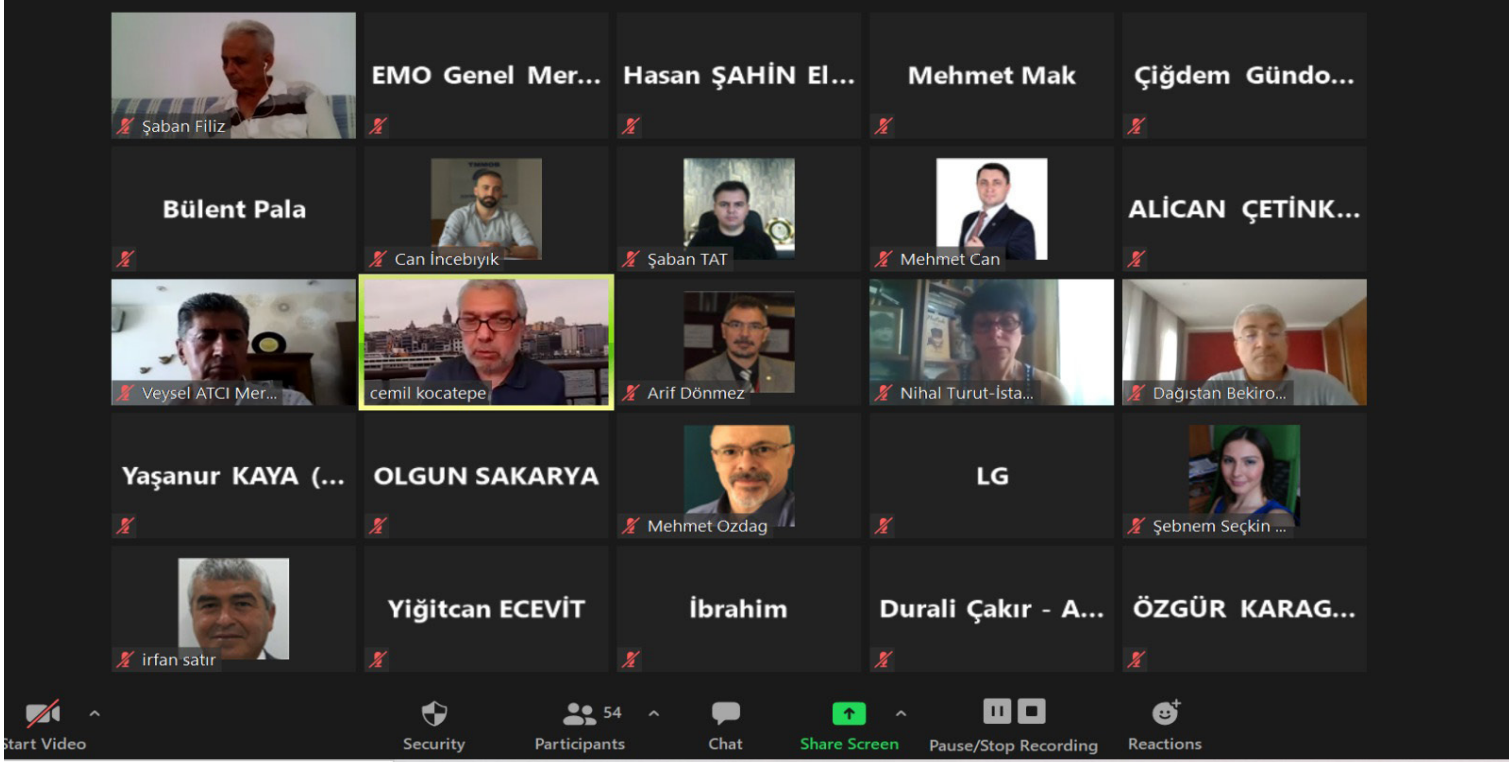 EMO Genel Mer...
Hasan ŞAHİN El...
Mehmet Mak
Çiğdem Gündo...
Şaban Filiz
Bülent Pala
TMMOB
ALİCAN ÇETİNK...
Can İncebıyık
Şaban TAT
Mehmet Can
Veysel ATCI Mer...
cemil kocatepe
Arif Dönmez
Nihal Turut-İsta...
Dağıstan Bekiro...
Yaşanur KAYA (...
OLGUN SAKARYA
LG
Mehmet Ozdag
Şebnem Seçkin ...
Yiğitcan ECEVİT
İbrahim
Durali Çakır - A...
ÖZGÜR KARAG...
irfan satır
54
Start Video
Security
Participants
Chat
Share Screen
Pause/Stop Recording
Reactions